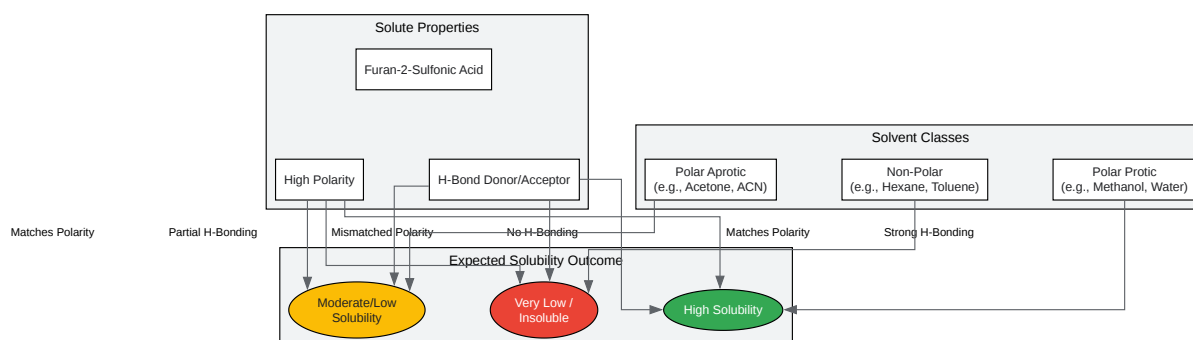 Solute Properties
Furan-2-Sulfonic Acid
Solvent Classes
High Polarity
H-Bond Donor/Acceptor
Polar Aprotic
(e.g., Acetone, ACN)
Non-Polar
(e.g., Hexane, Toluene)
Polar Protic
(e.g., Methanol, Water)
Matches Polarity
Partial H-Bonding
Mismatched Polarity
No H-Bonding
Matches Polarity
Strong H-Bonding
Expected Solubility Outcome
Moderate/Low
Solubility
Very Low /
Insoluble
High Solubility